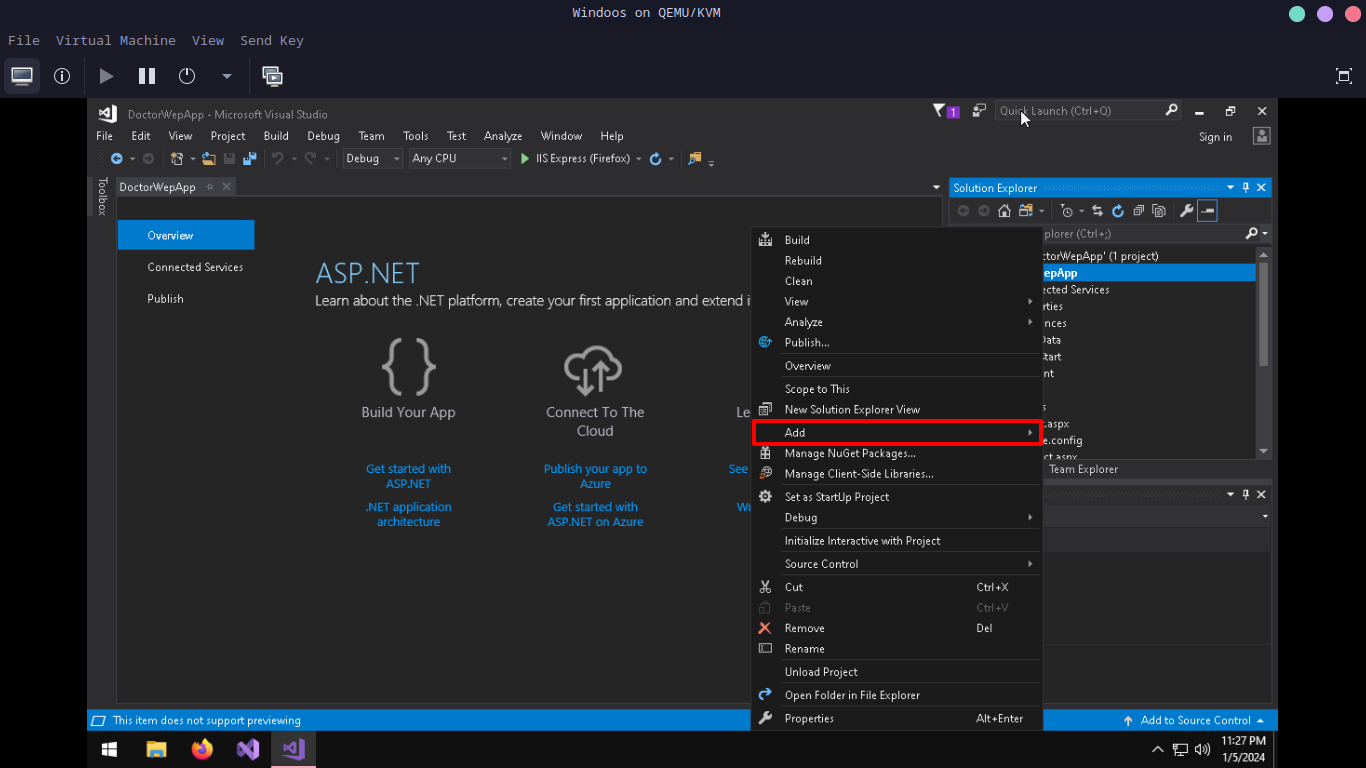 Windoos on QEMU/KVM
File Virtual Machine View Send Key
DoctorWepApp - Microsoft Visual Studio
1
Quick Launch (Ctrl+Q)
File Edit View Project Build Debug Team Tools Test Analyze Window Help
Sign in
Debug Any CPU IIS Express (Firefox)
Toolbox
DoctorWepApp
Overview
Connected Services
Publish
ASP.NET
Learn about the .NET platform, create your first application and extend i
Build Your App
Connect To The
Cloud
Le
Get started with
ASP.NET
.NET application
architecture
Publish your app to
Azure
Get started with
ASP.NET on Azure
See
Wr
Build
Rebuild
Clean
View
Analyze
Publish...
Overview
Scope to This
New Solution Explorer View
Add
Manage NuGet Packages...
Manage Client-Side Libraries...
Set as StartUp Project
Debug
Initialize Interactive with Project
Source Control
Cut Ctrl+X
Paste Ctrl+V
Remove Del
Rename
Unload Project
Open Folder in File Explorer
Properties Alt+Enter
Solution Explorer
plorer (Ctrl+;)
ctorWepApp' (1 project)
epApp
ected Services
rties
nces
Data
tart
nt
s
.aspx
e.config
ct.aspx
Team Explorer
This item does not support previewing
Add to Source Control
11:27 PM
1/5/2024